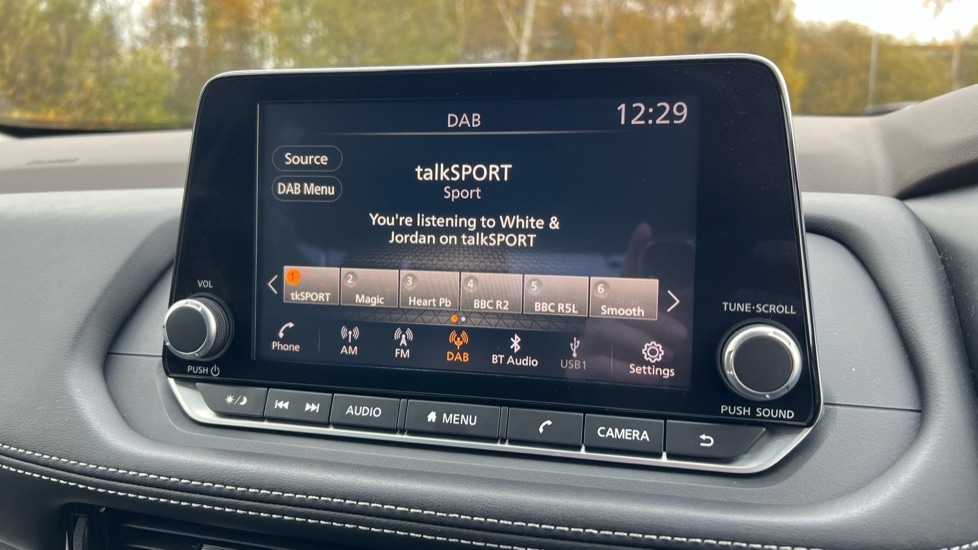 DAB
12:29
Source
DAB Menu
talkSPORT
Sport
You're listening to White &
Jordan on talkSPORT
1 2 3 4 5 6
tkSPORT Magic Heart Pb BBC R2 BBC R5L Smooth
Phone AM FM DAB BT Audio USB1 Settings
VOL
PUSH
TUNE·SCROLL
PUSH SOUND
AUDIO MENU CAMERA